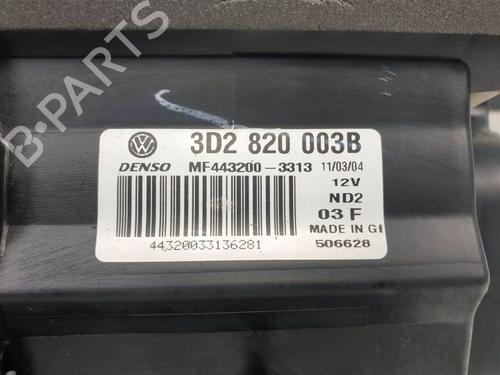 3D2 820 003B
DENSO MF443200-3313 11/03/04
12V
ND2
03 F
MADE IN
44320033136281
506628
B-PARTS